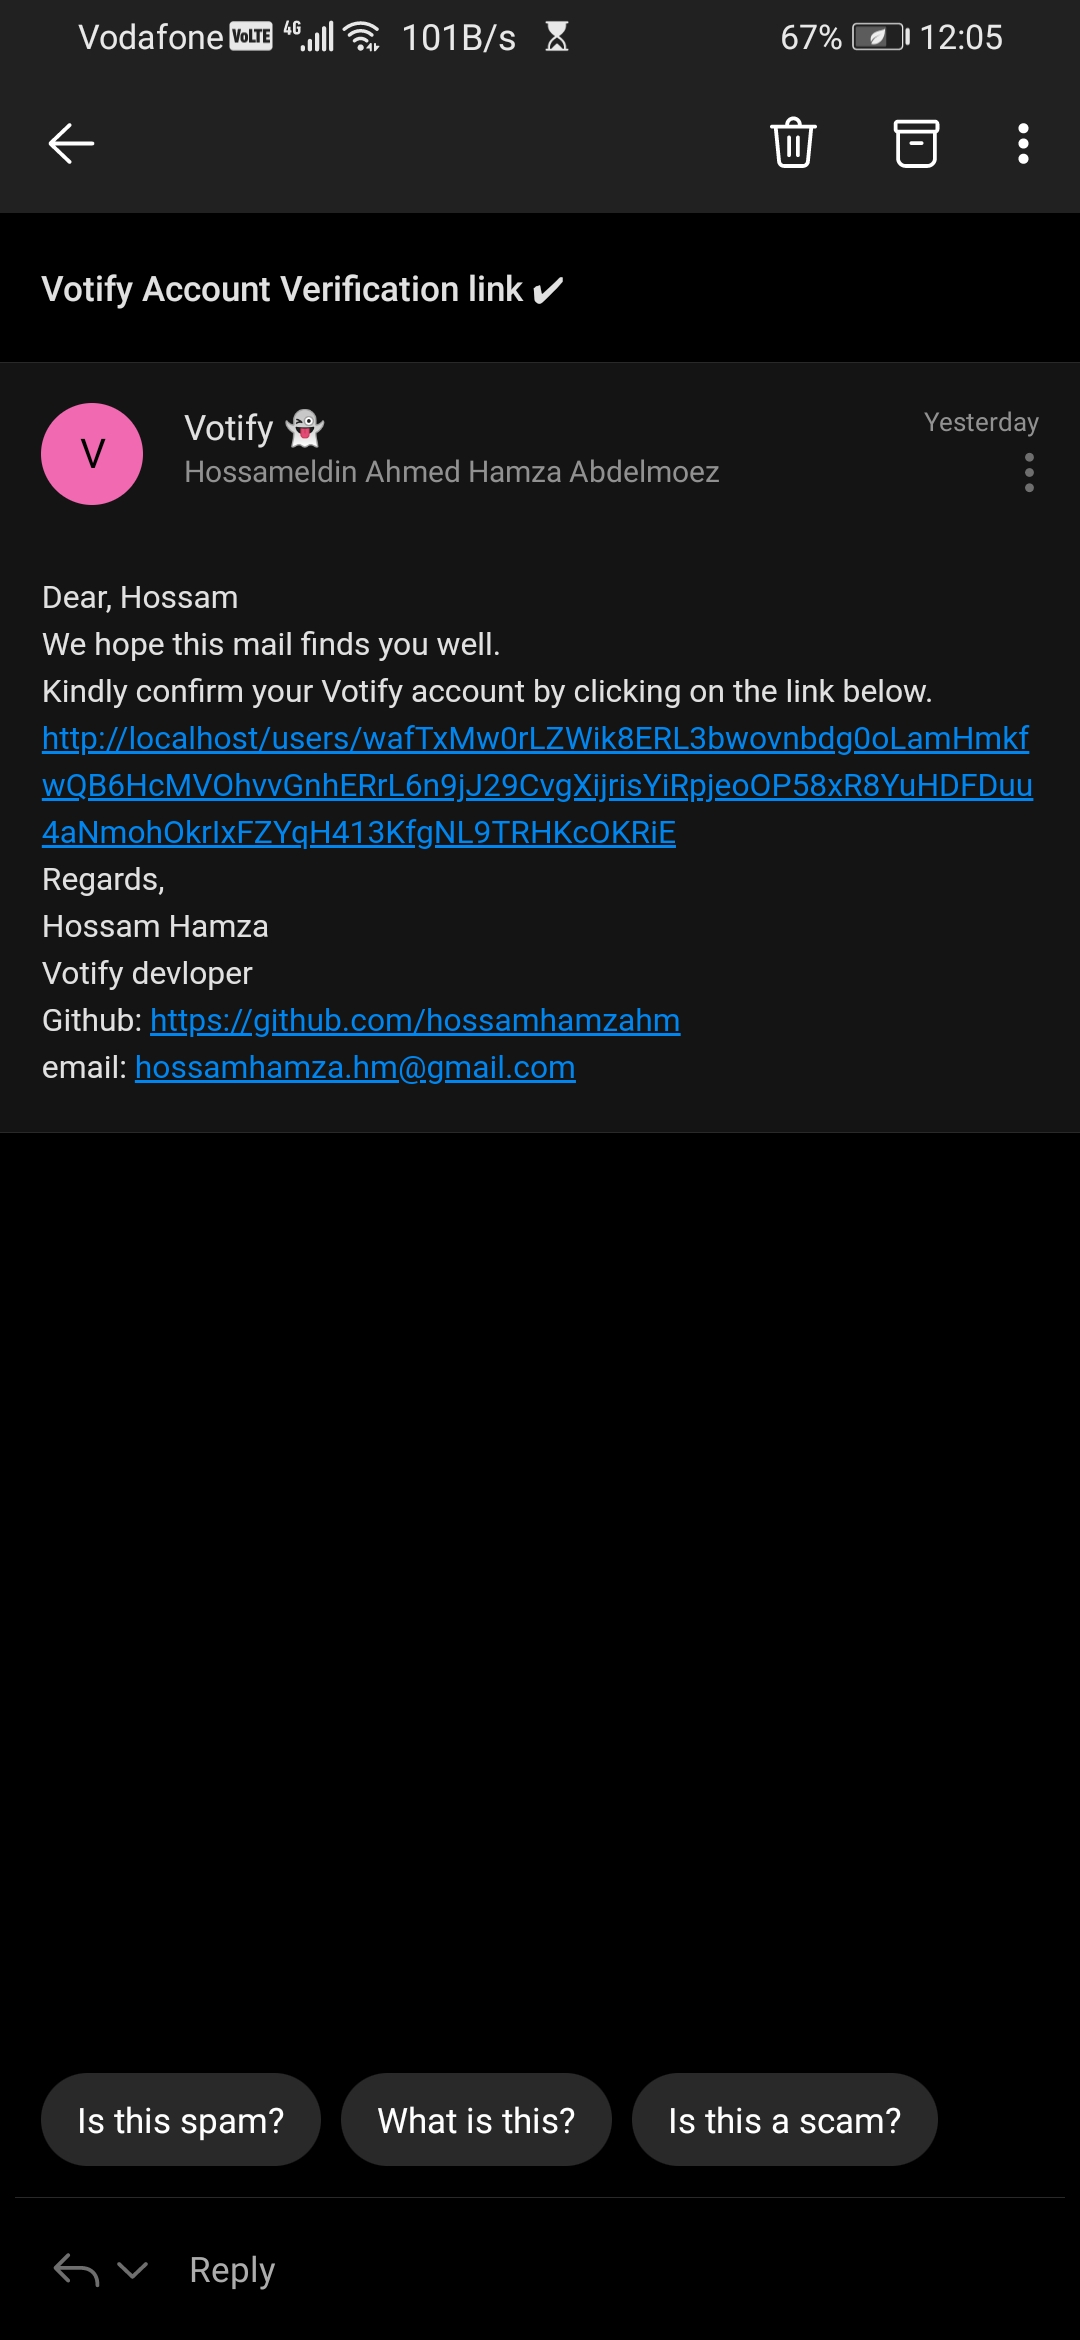 Vodafone VoLTE 4G 101B/s 67% 12:05
Votify Account Verification link ✔
V
Votify 👻
Yesterday
Hossameldin Ahmed Hamza Abdelmoez
Dear, Hossam
We hope this mail finds you well.
Kindly confirm your Votify account by clicking on the link below.
http://localhost/users/wafTxMw0rLZWik8ERL3bwovnbdg0oLamHmkf
wQB6HcMVOhvvGnhERrL6n9jJ29CvgXijrisYiRpjeoOP58xR8YuHDFDuu
4aNmohOkrIxFZYqH413KfgNL9TRHKcOKRiE
Regards,
Hossam Hamza
Votify devloper
Github: https://github.com/hossamhamzahm
email: hossamhamza.hm@gmail.com
Is this spam?
What is this?
Is this a scam?
Reply